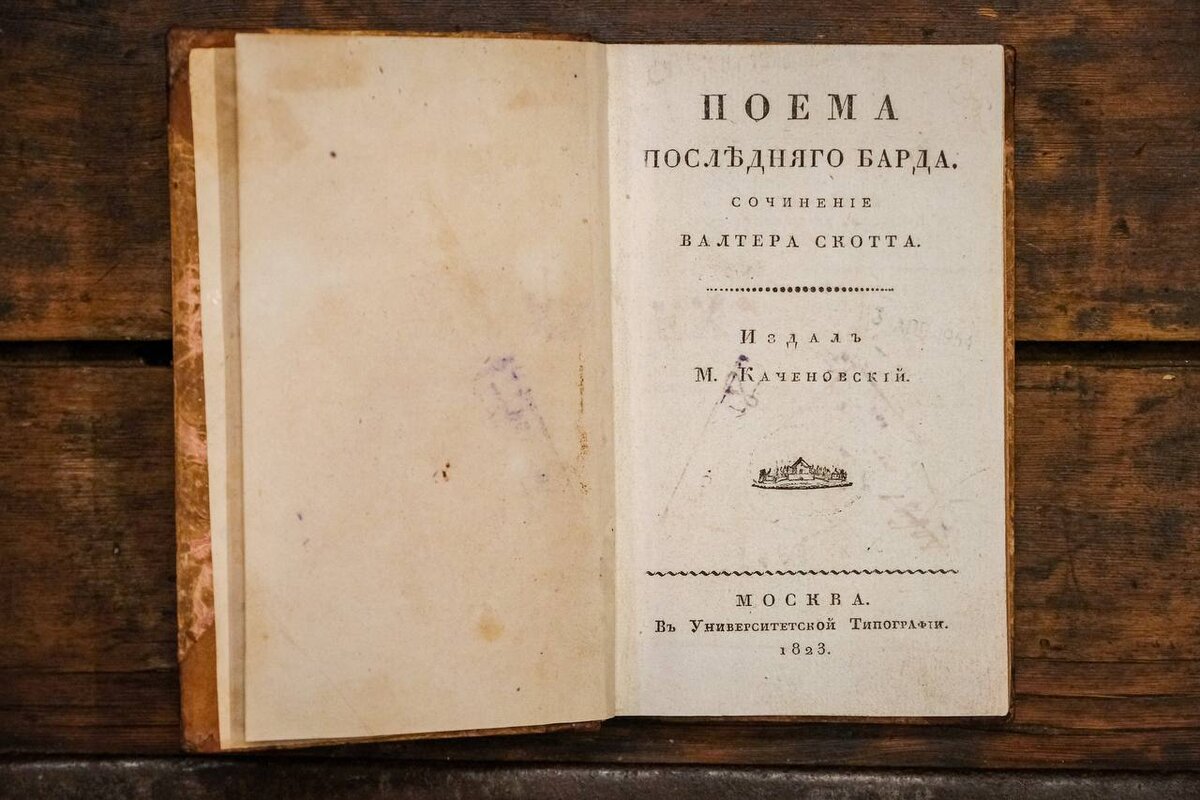 ПОЕМА
ПОСЛѢДНЯГО БАРДА.
СОЧИНЕНІЕ
ВАЛТЕРА СКОТТА.
Издалъ
М. Каченовскій.
МОСКВА.
Въ Университетской Типографіи.
1823.